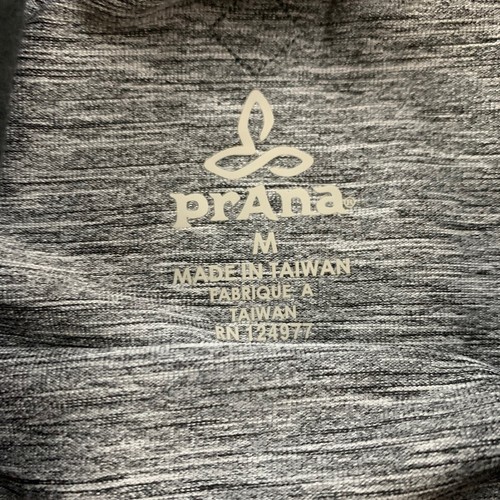 prAna®
M
MADE IN TAIWAN
FABRIQUE A
TAIWAN
RN 124977